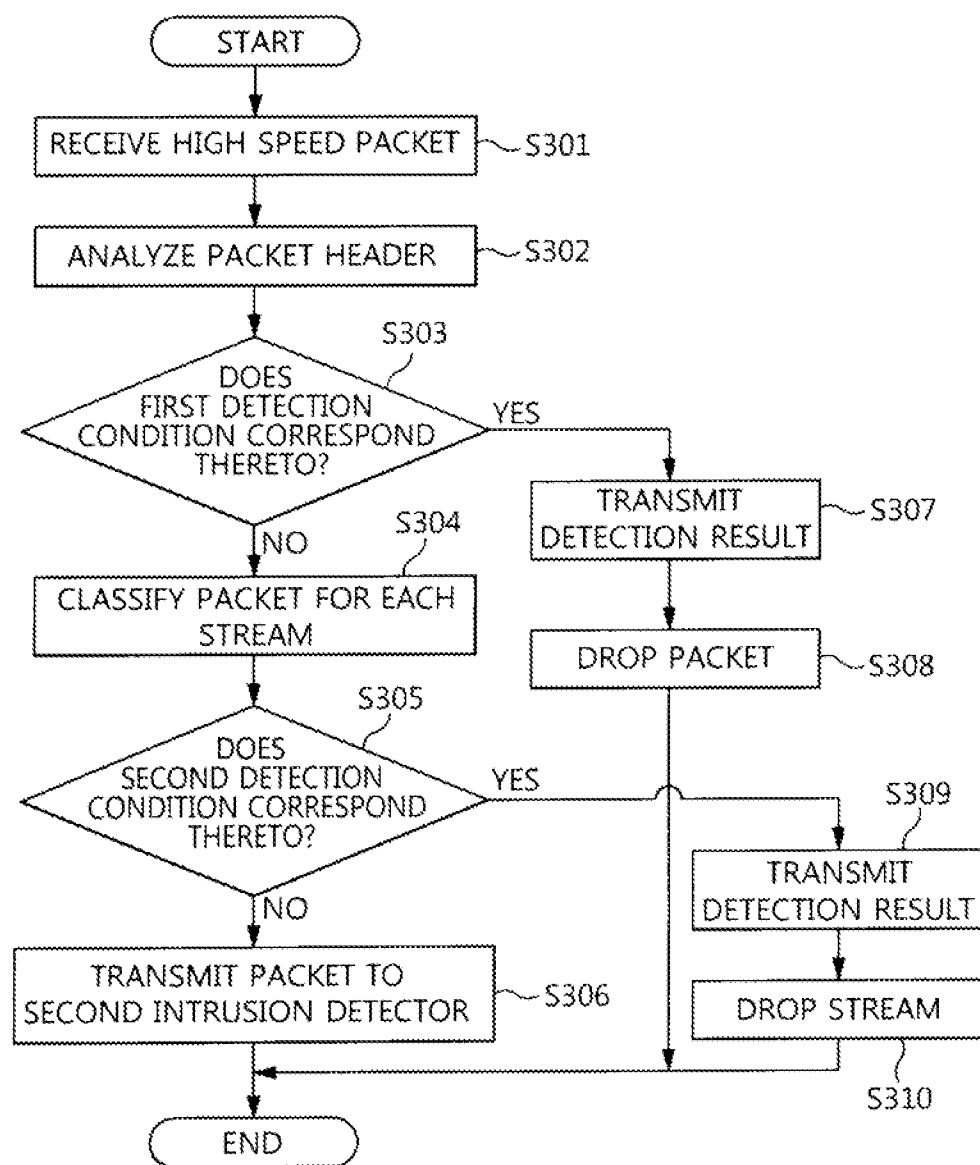 START
RECEIVE HIGH SPEED PACKET
S301
ANALYZE PACKET HEADER
S302
S303
DOES
FIRST DETECTION
CONDITION CORRESPOND
THERETO?
YES
NO
TRANSMIT
DETECTION RESULT
S307
S304
CLASSIFY PACKET FOR EACH
STREAM
DROP PACKET
S308
S305
DOES
SECOND DETECTION
CONDITION CORRESPOND
THERETO?
YES
NO
S309
TRANSMIT
DETECTION RESULT
TRANSMIT PACKET TO
SECOND INTRUSION DETECTOR
S306
DROP STREAM
S310
END